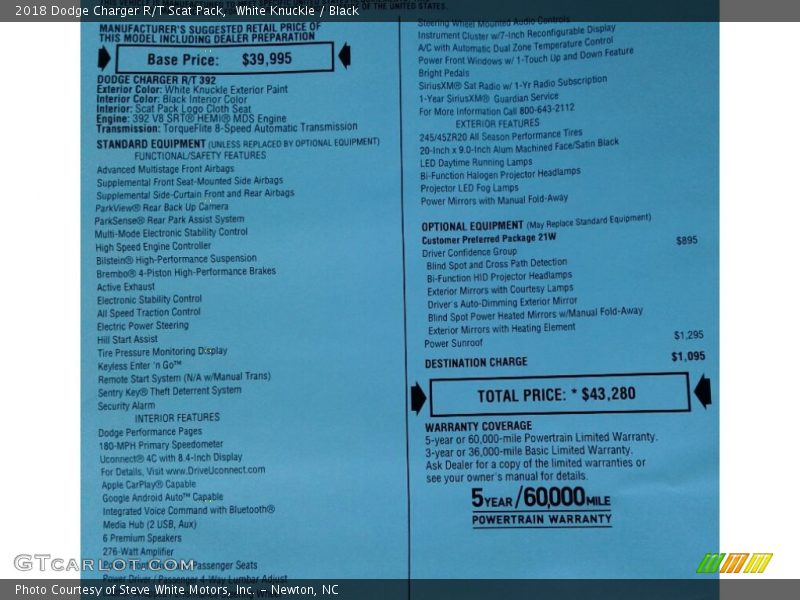 2018 Dodge Charger R/T Scat Pack, White Knuckle / Black
OF THE UNITED STATES.
MANUFACTURER'S SUGGESTED RETAIL PRICE OF
THIS MODEL INCLUDING DEALER PREPARATION
Base Price: $39,995
DODGE CHARGER R/T 392
Exterior Color: White Knuckle Exterior Paint
Interior Color: Black Interior Color
Interior: Scat Pack Logo Cloth Seat
Engine: 392 V8 SRT® HEMI® MDS Engine
Transmission: TorqueFlite 8-Speed Automatic Transmission
STANDARD EQUIPMENT (UNLESS REPLACED BY OPTIONAL EQUIPMENT)
FUNCTIONAL/SAFETY FEATURES
Advanced Multistage Front Airbags
Supplemental Front Seat-Mounted Side Airbags
Supplemental Side-Curtain Front and Rear Airbags
ParkView® Rear Back Up Camera
ParkSense® Rear Park Assist System
Multi-Mode Electronic Stability Control
High Speed Engine Controller
Bilstein® High-Performance Suspension
Brembo® 4-Piston High-Performance Brakes
Active Exhaust
Electronic Stability Control
All Speed Traction Control
Electric Power Steering
Hill Start Assist
Tire Pressure Monitoring Display
Keyless Enter 'n Go™
Remote Start System (N/A w/Manual Trans)
Sentry Key® Theft Deterrent System
Security Alarm
INTERIOR FEATURES
Dodge Performance Pages
180-MPH Primary Speedometer
Uconnect® 4C with 8.4-Inch Display
For Details, Visit www.DriveUconnect.com
Apple CarPlay® Capable
Google Android Auto™ Capable
Integrated Voice Command with Bluetooth®
Media Hub (2 USB, Aux)
6 Premium Speakers
276-Watt Amplifier
Passenger Seats
Power Driver / Passenger 4-Way Lumbar Adjust
Steering Wheel Mounted Audio Controls
Instrument Cluster w/7-Inch Reconfigurable Display
A/C with Automatic Dual Zone Temperature Control
Power Front Windows w/ 1-Touch Up and Down Feature
Bright Pedals
SiriusXM® Sat Radio w/ 1-Yr Radio Subscription
1-Year SiriusXM® Guardian Service
For More Information Call 800-643-2112
EXTERIOR FEATURES
245/45ZR20 All Season Performance Tires
20-Inch x 9.0-Inch Alum Machined Face/Satin Black
LED Daytime Running Lamps
Bi-Function Halogen Projector Headlamps
Projector LED Fog Lamps
Power Mirrors with Manual Fold-Away
OPTIONAL EQUIPMENT (May Replace Standard Equipment)
Customer Preferred Package 21W
Driver Confidence Group $895
Blind Spot and Cross Path Detection
Bi-Function HID Projector Headlamps
Exterior Mirrors with Courtesy Lamps
Driver's Auto-Dimming Exterior Mirror
Blind Spot Power Heated Mirrors w/Manual Fold-Away
Exterior Mirrors with Heating Element
Power Sunroof $1,295
DESTINATION CHARGE $1,095
TOTAL PRICE: * $43,280
WARRANTY COVERAGE
5-year or 60,000-mile Powertrain Limited Warranty.
3-year or 36,000-mile Basic Limited Warranty.
Ask Dealer for a copy of the limited warranties or
see your owner's manual for details.
5YEAR/60,000MILE
POWERTRAIN WARRANTY
GTCARLOT.COM
Photo Courtesy of Steve White Motors, Inc. - Newton, NC